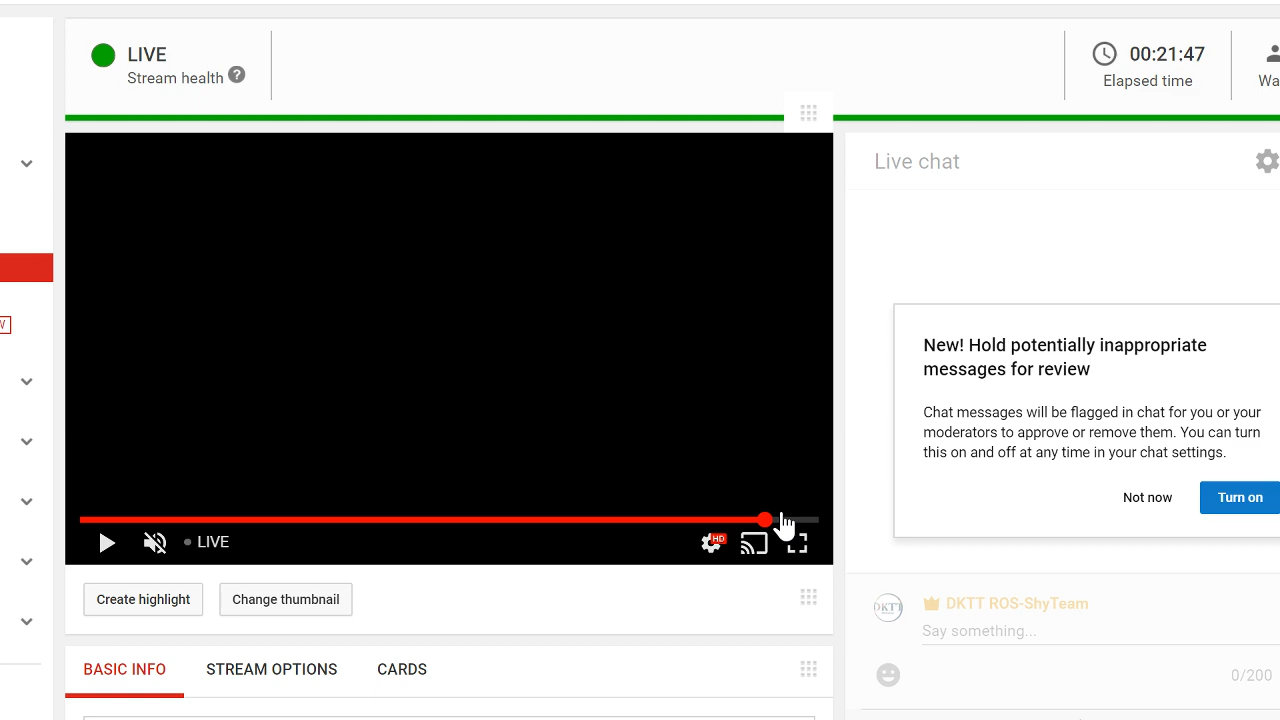 LIVE
Stream health ?
00:21:47
Elapsed time
Live chat
New! Hold potentially inappropriate
messages for review
Chat messages will be flagged in chat for you or your
moderators to approve or remove them. You can turn
this on and off at any time in your chat settings.
Not now
Turn on
HD
LIVE
Create highlight
Change thumbnail
DKTT
DKTT ROS-ShyTeam
Say something...
0/200
BASIC INFO
STREAM OPTIONS
CARDS